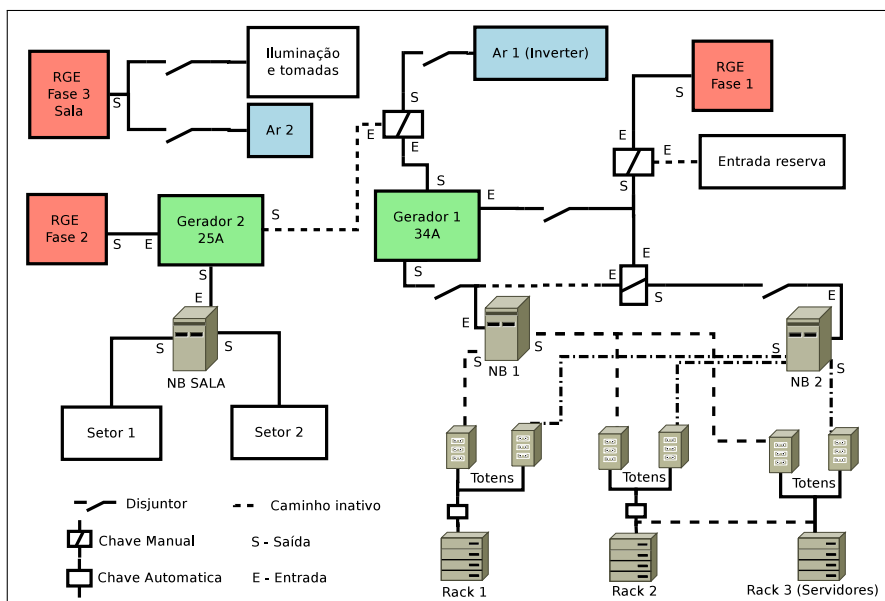 RGE
Fase 3
Sala
S
Iluminação
e tomadas
Ar 2
Ar 1 (Inverter)
S
E
E
S
RGE
Fase 1
S
E
S
E
Entrada reserva
RGE
Fase 2
S
E
Gerador 2
25A
S
S
E
Gerador 1
34A
E
S
E
E
S
E
E
S
S
NB 1
S
S
NB 2
S
S
NB SALA
Setor 1
Setor 2
Totens
Totens
Totens
Rack 1
Rack 2
Rack 3 (Servidores)
Disjuntor
Caminho inativo
Chave Manual
S - Saída
Chave Automatica
E - Entrada